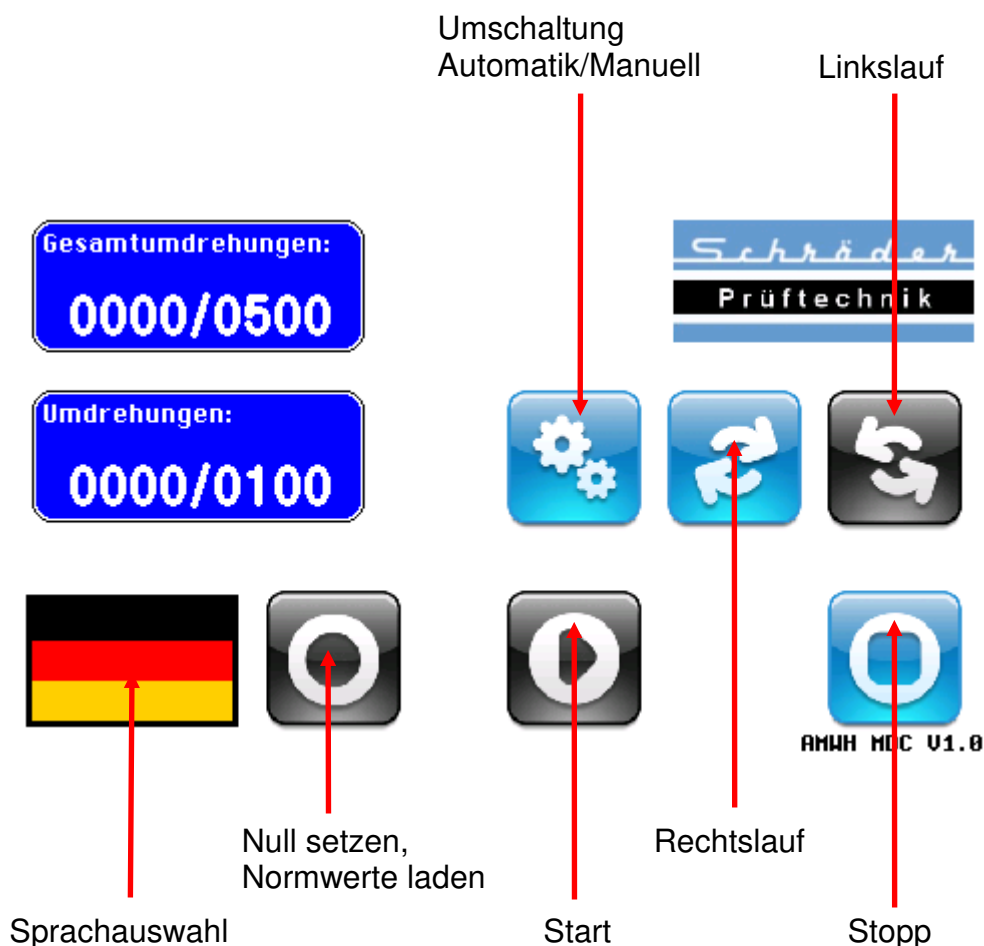 Umschaltung
Automatik/Manuell
Linkslauf
Gesamtumdrehungen:
0000/0500
Schräder
Prüftechnik
Umdrehungen:
0000/0100
AMWH MDC V1.0
Null setzen,
Normwerte laden
Rechtslauf
Sprachauswahl
Start
Stopp